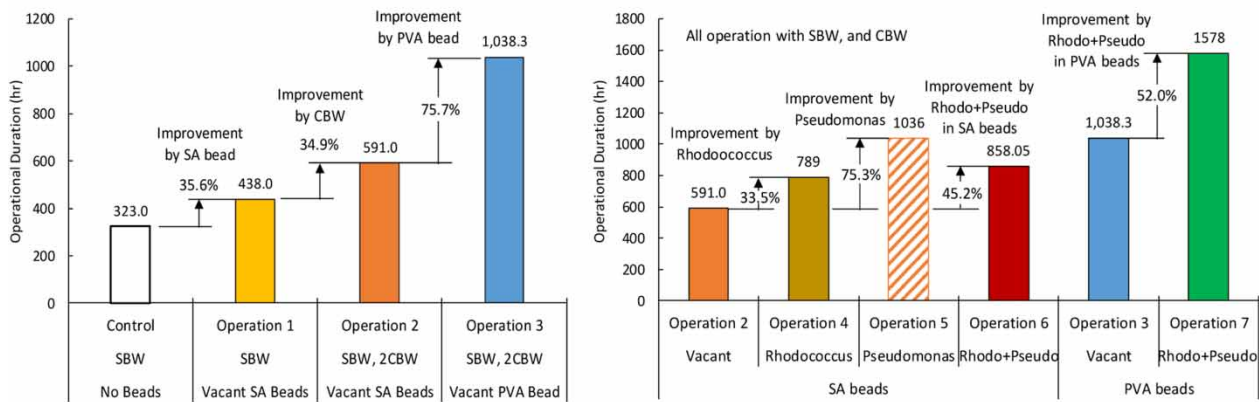 1200
1000
800
600
400
200
0
Operational Duration (hr)
323.0
Improvement
by SA bead
35.6%
438.0
Improvement
by CBW
34.9%
591.0
Improvement
by PVA bead
75.7%
1,038.3
Control
Operation 1
Operation 2
Operation 3
SBW
SBW
SBW, 2CBW
SBW, 2CBW
No Beads
Vacant SA Beads
Vacant SA Beads
Vacant PVA Bead
1800
1600
1400
1200
1000
800
600
400
200
0
Operational Duration (hr)
All operation with SBW, and CBW
591.0
Improvement by
Rhodoococcus
33.5%
789
Improvement by
Pseudomonas
75.3%
1036
Improvement by
Rhodo+Pseudo
in SA beads
45.2%
858.05
1,038.3
Improvement by
Rhodo+Pseudo
in PVA beads
52.0%
1578
Operation 2
Operation 4
Operation 5
Operation 6
Operation 3
Operation 7
Vacant
Rhodococcus
Pseudomonas
Rhodo+Pseudo
Vacant
Rhodo+Pseudo
SA beads
PVA beads